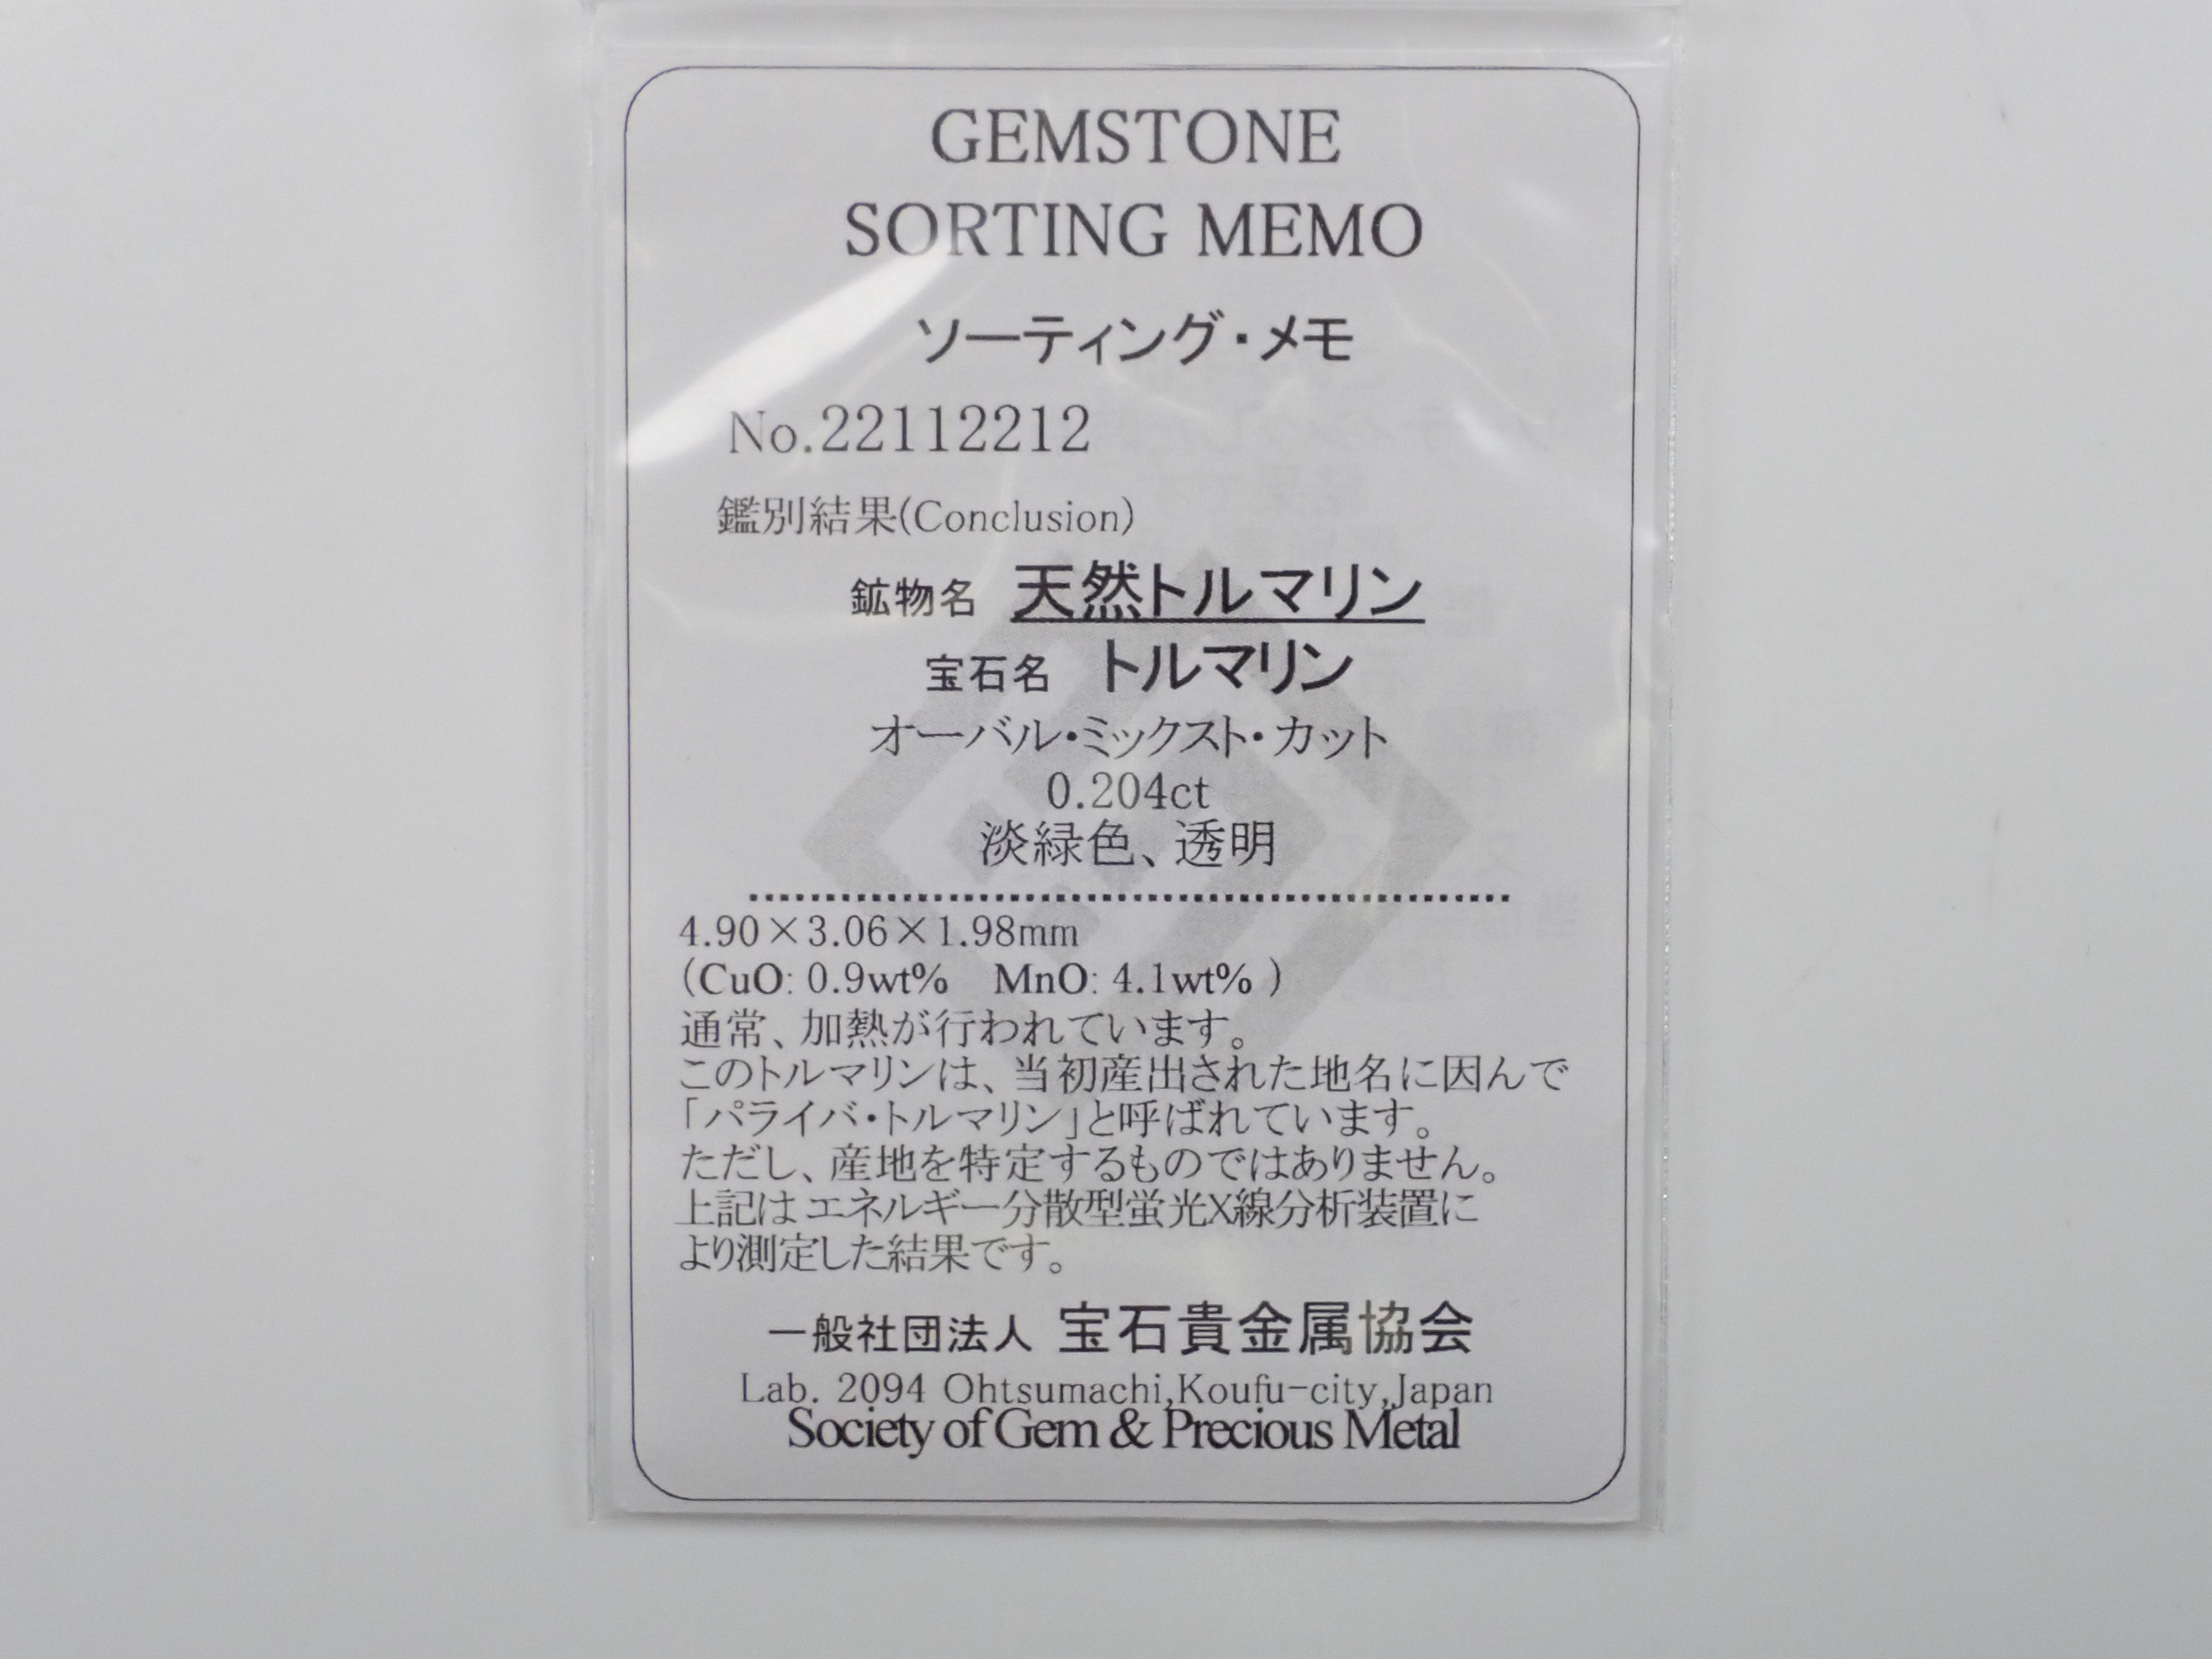 GEMSTONE
SORTING MEMO
ソーティング・メモ
No.22112212
鑑別結果(Conclusion)
鉱物名 天然トルマリン
宝石名 トルマリン
オーバル・ミックスト・カット
0.204ct
淡緑色、透明
4.90×3.06×1.98mm
(CuO: 0.9wt% MnO: 4.1wt% )
通常、加熱が行われています。
このトルマリンは、当初産出された地名に因んで
「パライバ・トルマリン」と呼ばれています。
ただし、産地を特定するものではありません。
上記は エネルギー分散型蛍光X線分析装置に
より測定した結果です。
一般社団法人 宝石貴金属協会
Lab. 2094 Ohtsumachi,Koufu-city,Japan
Society of Gem & Precious Metal